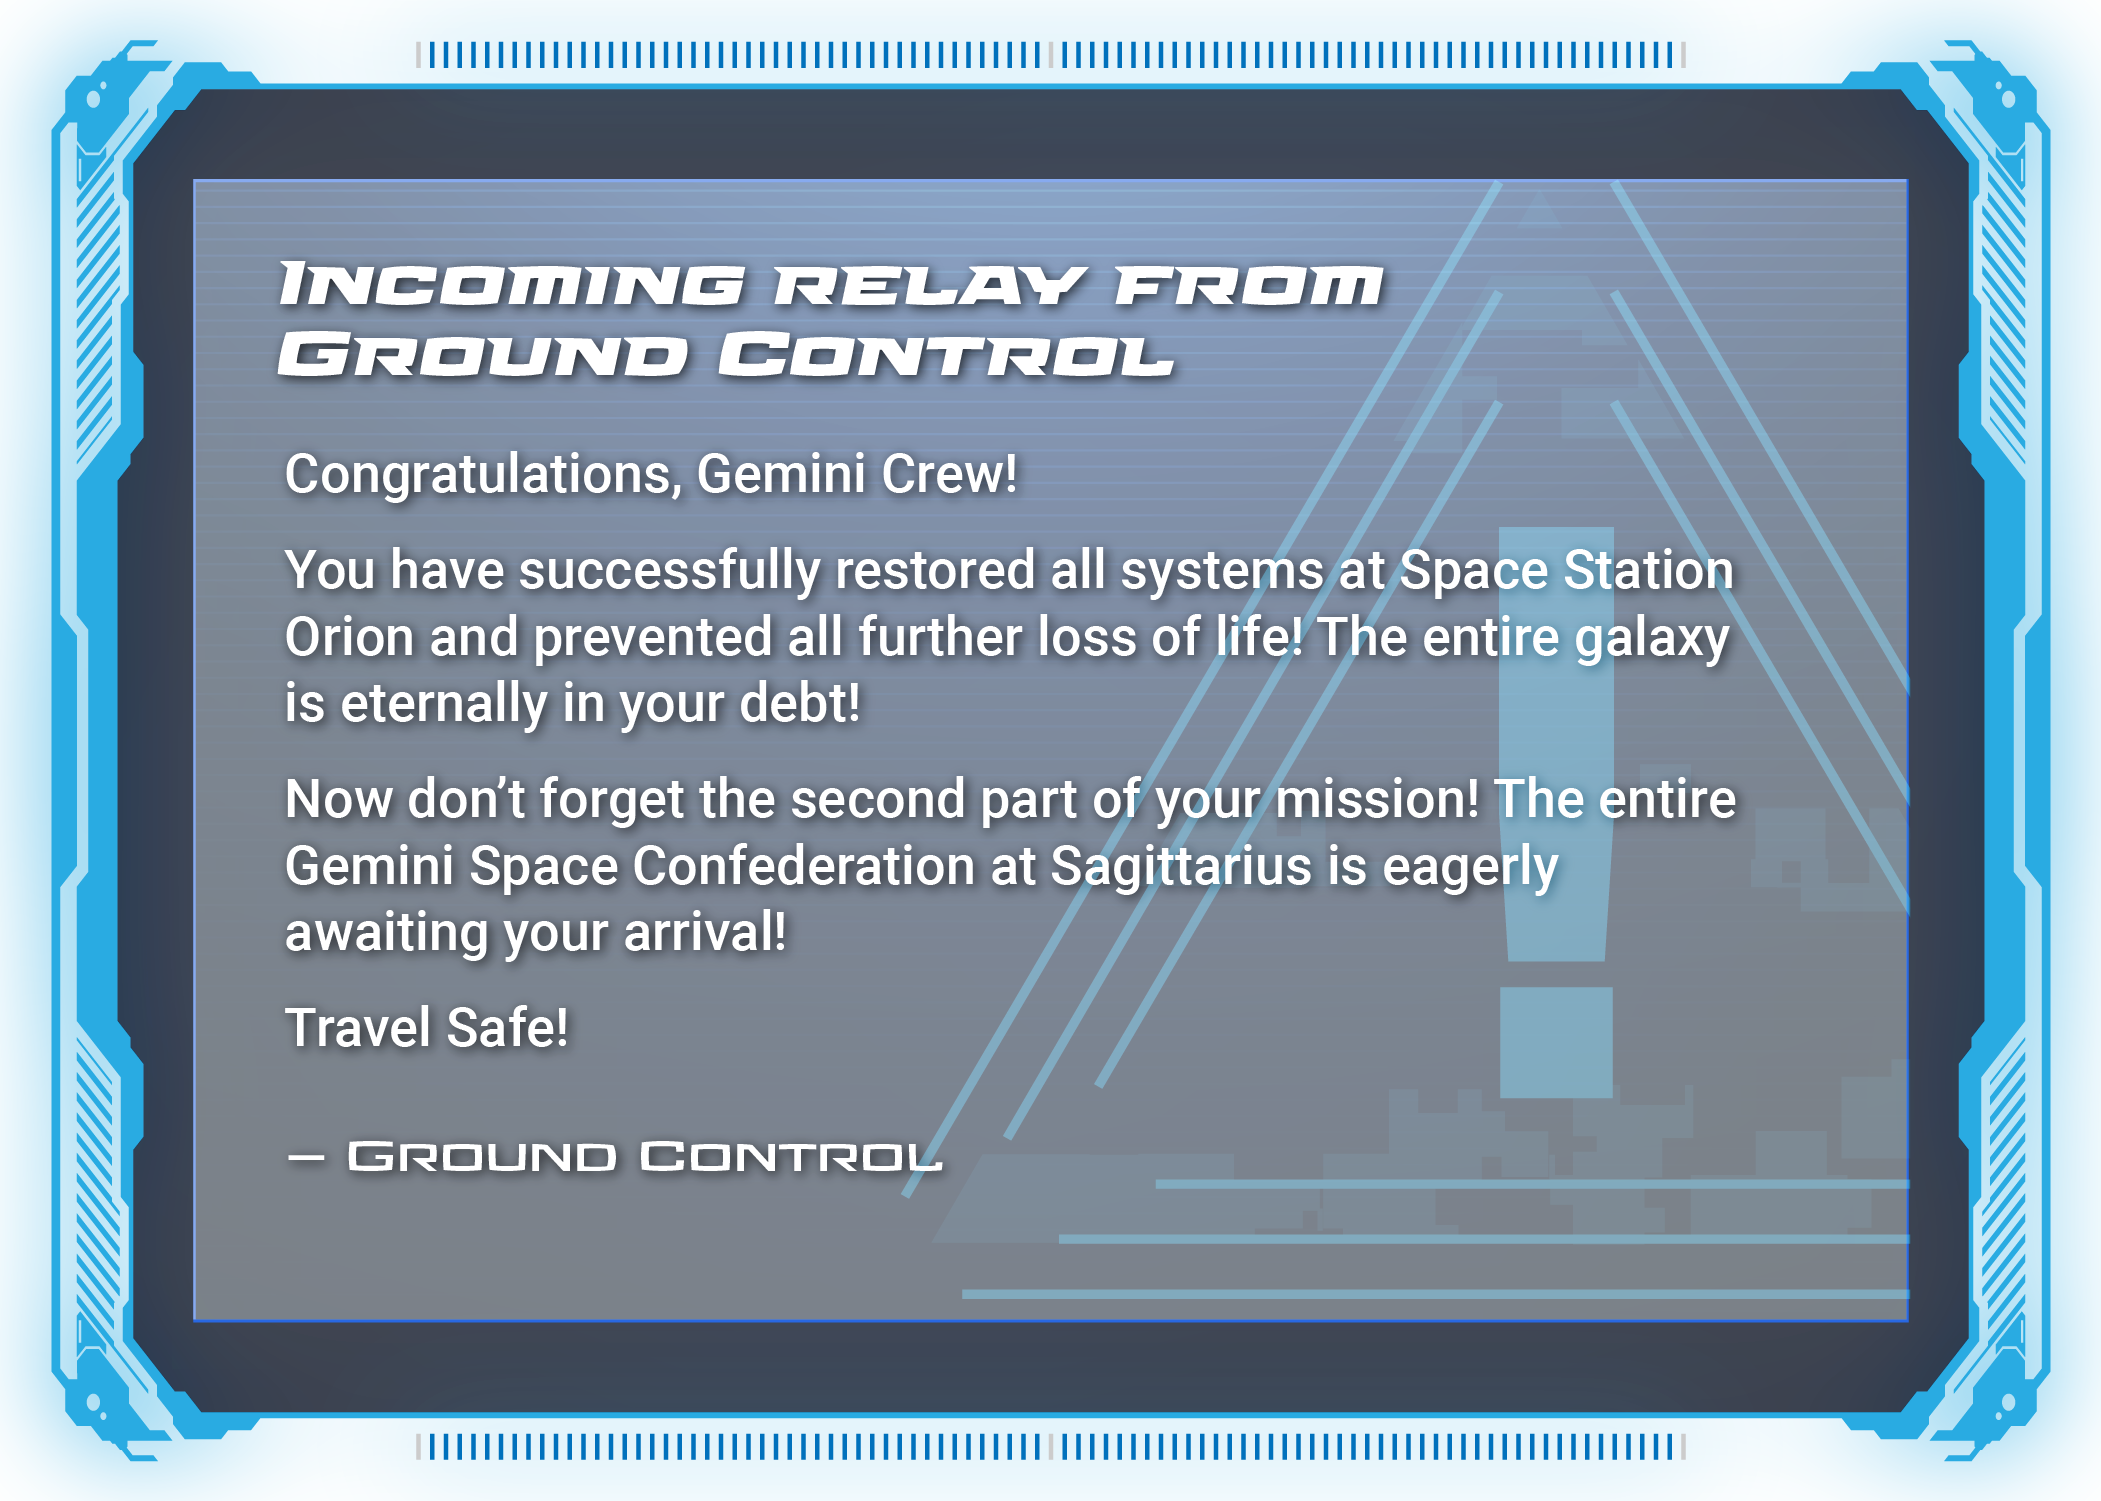 Incoming relay from
Ground Control
Congratulations, Gemini Crew!
You have successfully restored all systems at Space Station
Orion and prevented all further loss of life! The entire galaxy
is eternally in your debt!
Now don’t forget the second part of your mission! The entire
Gemini Space Confederation at Sagittarius is eagerly
awaiting your arrival!
Travel Safe!
– Ground Control